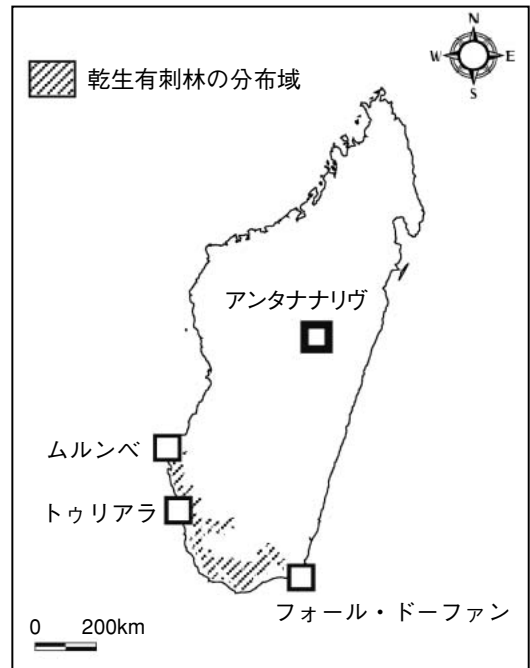 N
W E
S
乾生有刺林の分布域
アンタナナリヴ
ムルンベ
トゥリアラ
フォール・ドーファン
0 200km